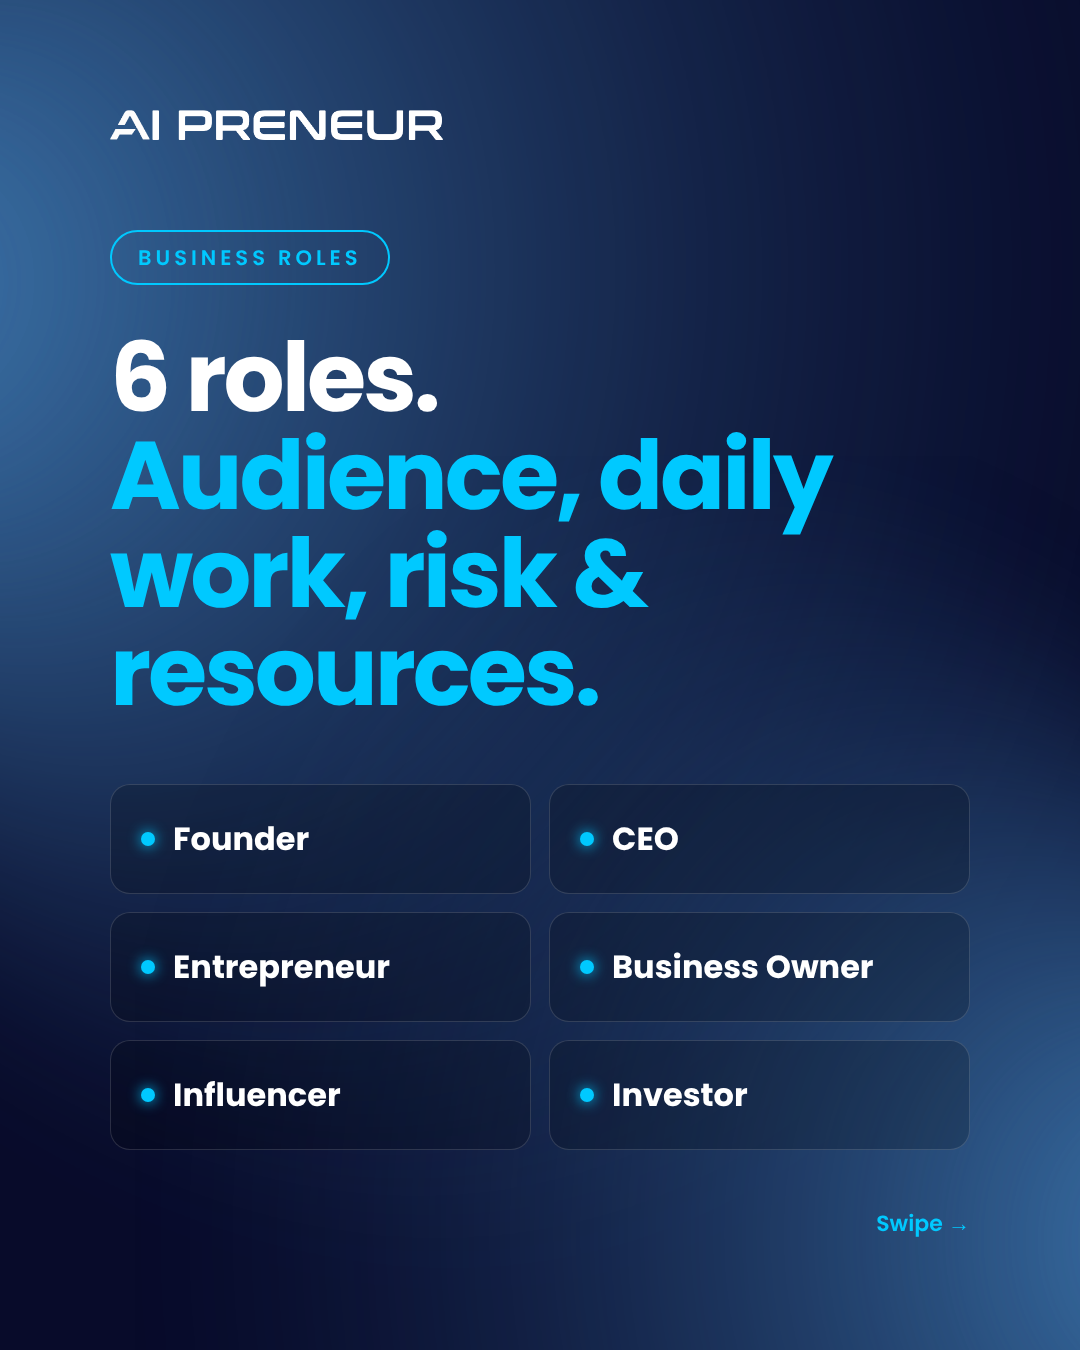 AI PRENEUR
BUSINESS ROLES
6 roles.
Audience, daily
work, risk &
resources.
Founder
CEO
Entrepreneur
Business Owner
Influencer
Investor
Swipe →